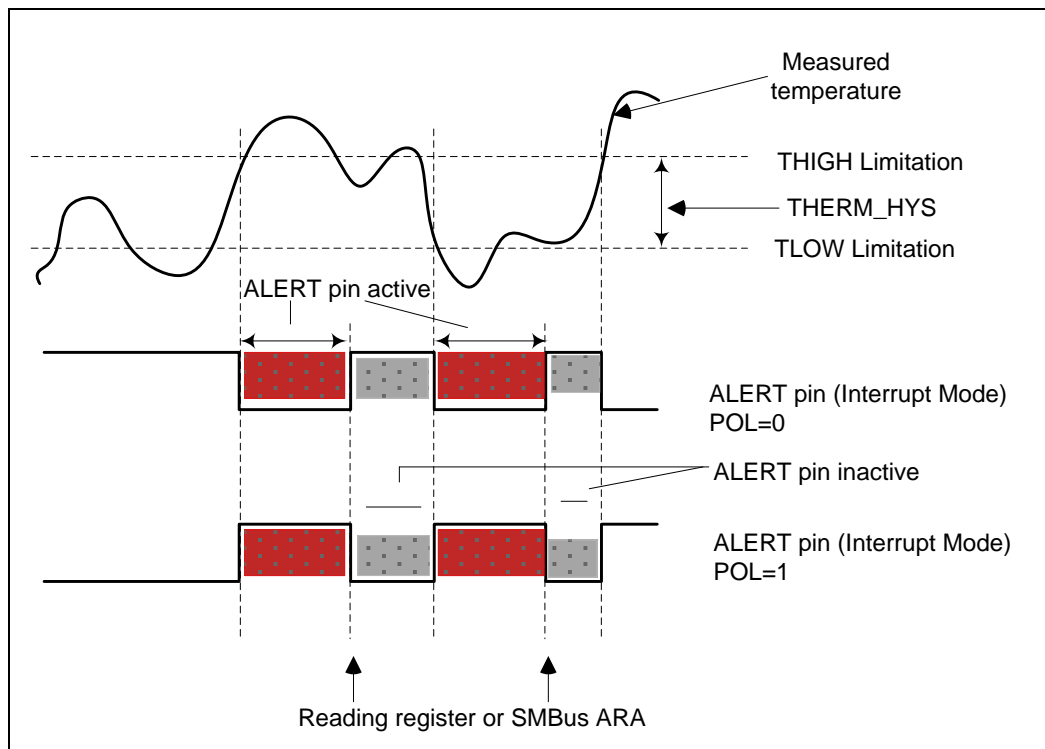 Measured
temperature
THIGH Limitation
THERM_HYS
TLOW Limitation
ALERT pin active
ALERT pin (Interrupt Mode)
POL=0
ALERT pin inactive
ALERT pin (Interrupt Mode)
POL=1
Reading register or SMBus ARA